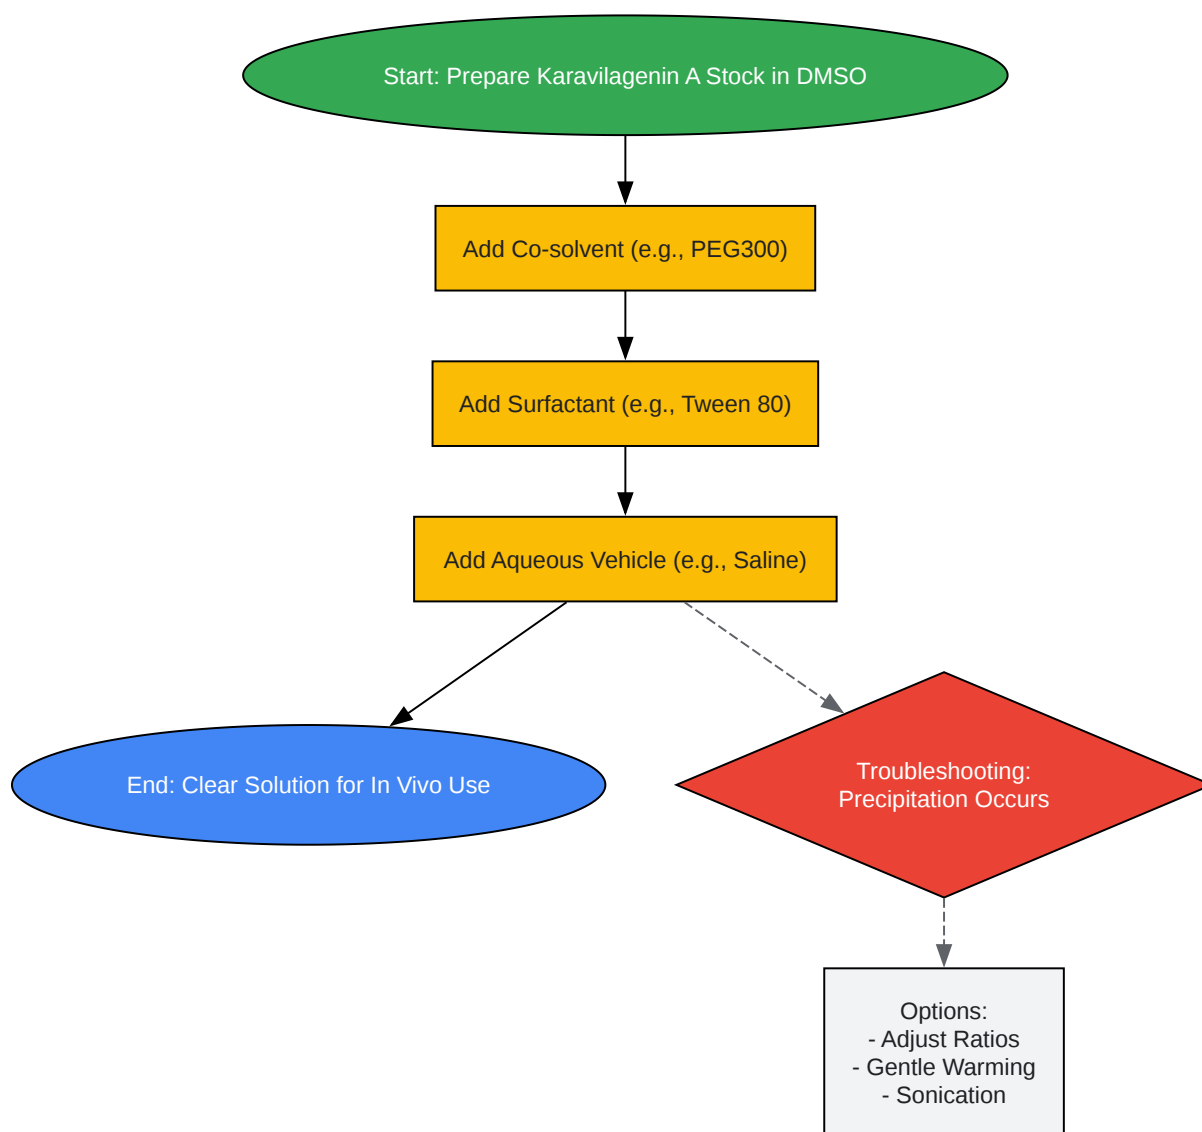 Start: Prepare Karavilagenin A Stock in DMSO
Add Co-solvent (e.g., PEG300)
Add Surfactant (e.g., Tween 80)
Add Aqueous Vehicle (e.g., Saline)
End: Clear Solution for In Vivo Use
Troubleshooting:
Precipitation Occurs
Options:
- Adjust Ratios
- Gentle Warming
- Sonication